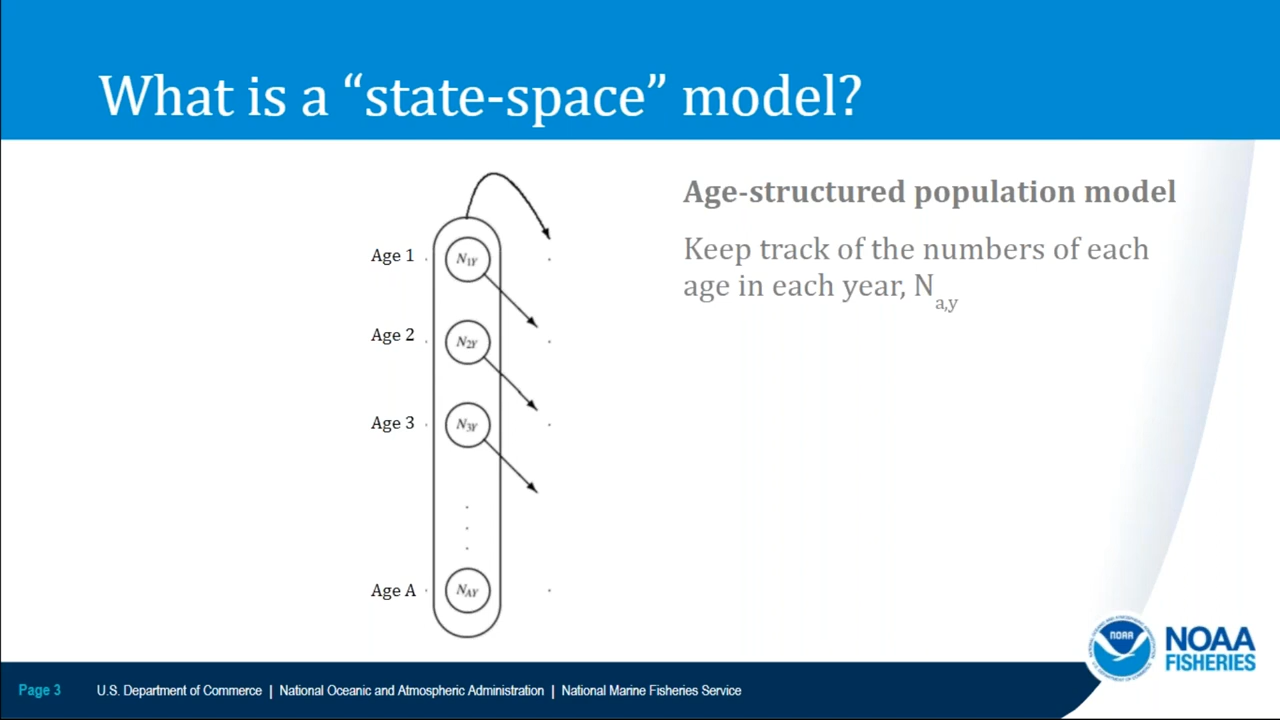 What is a “state-space” model?
Age-structured population model
Keep track of the numbers of each
age in each year, Na,y
Age 1
N1Y
Age 2
N2Y
Age 3
N3Y
Age A
NAY
NOAA
NOAA
FISHERIES
Page 3
U.S. Department of Commerce | National Oceanic and Atmospheric Administration | National Marine Fisheries Service